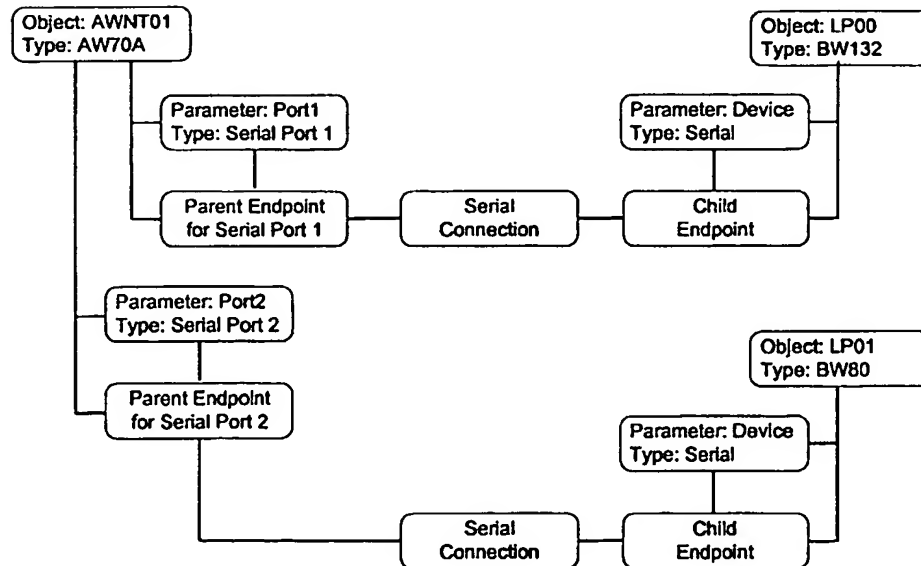 Object: AWNT01
Type: AW70A
Object: LP00
Type: BW132
Parameter: Port1
Type: Serial Port 1
Parameter: Device
Type: Serial
Parent Endpoint
for Serial Port 1
Serial
Connection
Child
Endpoint
Parameter: Port2
Type: Serial Port 2
Object: LP01
Type: BW80
Parent Endpoint
for Serial Port 2
Parameter: Device
Type: Serial
Serial
Connection
Child
Endpoint